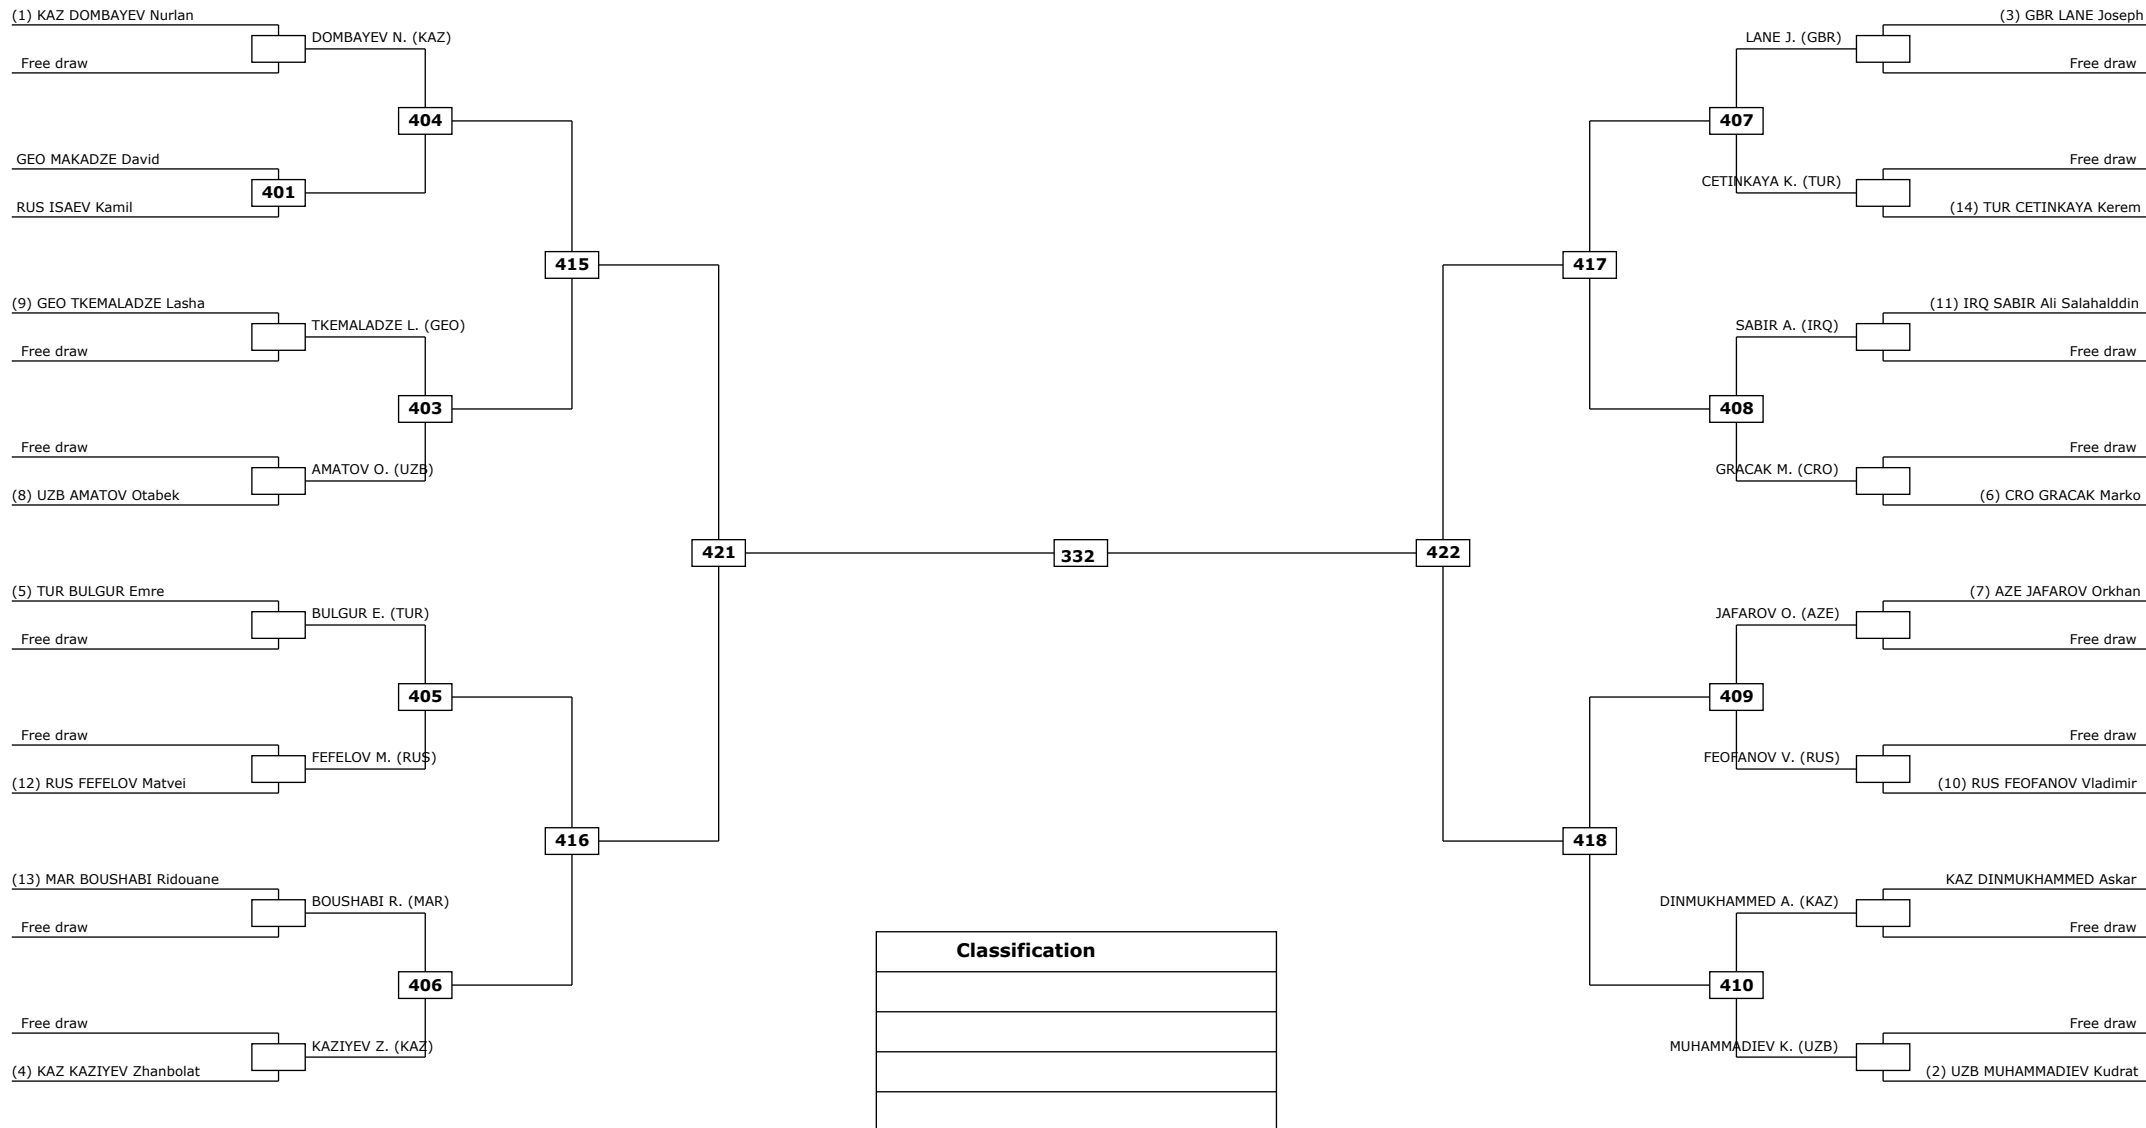 (1) KAZ DOMBAYEV Nurlan
DOMBAYEV N. (KAZ)
Free draw
404
GEO MAKADZE David
401
RUS ISAEV Kamil
415
(9) GEO TKEMALADZE Lasha
TKEMALADZE L. (GEO)
Free draw
403
Free draw
AMATOV O. (UZB)
(8) UZB AMATOV Otabek
421
(5) TUR BULGUR Emre
BULGUR E. (TUR)
Free draw
405
Free draw
FEFELOV M. (RUS)
(12) RUS FEFELOV Matvei
416
(13) MAR BOUSHABI Ridouane
BOUSHABI R. (MAR)
Free draw
406
Free draw
KAZIYEV Z. (KAZ)
(4) KAZ KAZIYEV Zhanbolat
332
(3) GBR LANE Joseph
LANE J. (GBR)
Free draw
407
Free draw
CETINKAYA K. (TUR)
(14) TUR CETINKAYA Kerem
417
(11) IRQ SABIR Ali Salahalddin
SABIR A. (IRQ)
Free draw
408
Free draw
GRACAK M. (CRO)
(6) CRO GRACAK Marko
422
(7) AZE JAFAROV Orkhan
JAFAROV O. (AZE)
Free draw
409
Free draw
FEOFANOV V. (RUS)
(10) RUS FEOFANOV Vladimir
418
KAZ DINMUKHAMMED Askar
DINMUKHAMMED A. (KAZ)
Free draw
410
Free draw
MUHAMMADIEV K. (UZB)
(2) UZB MUHAMMADIEV Kudrat
Classification